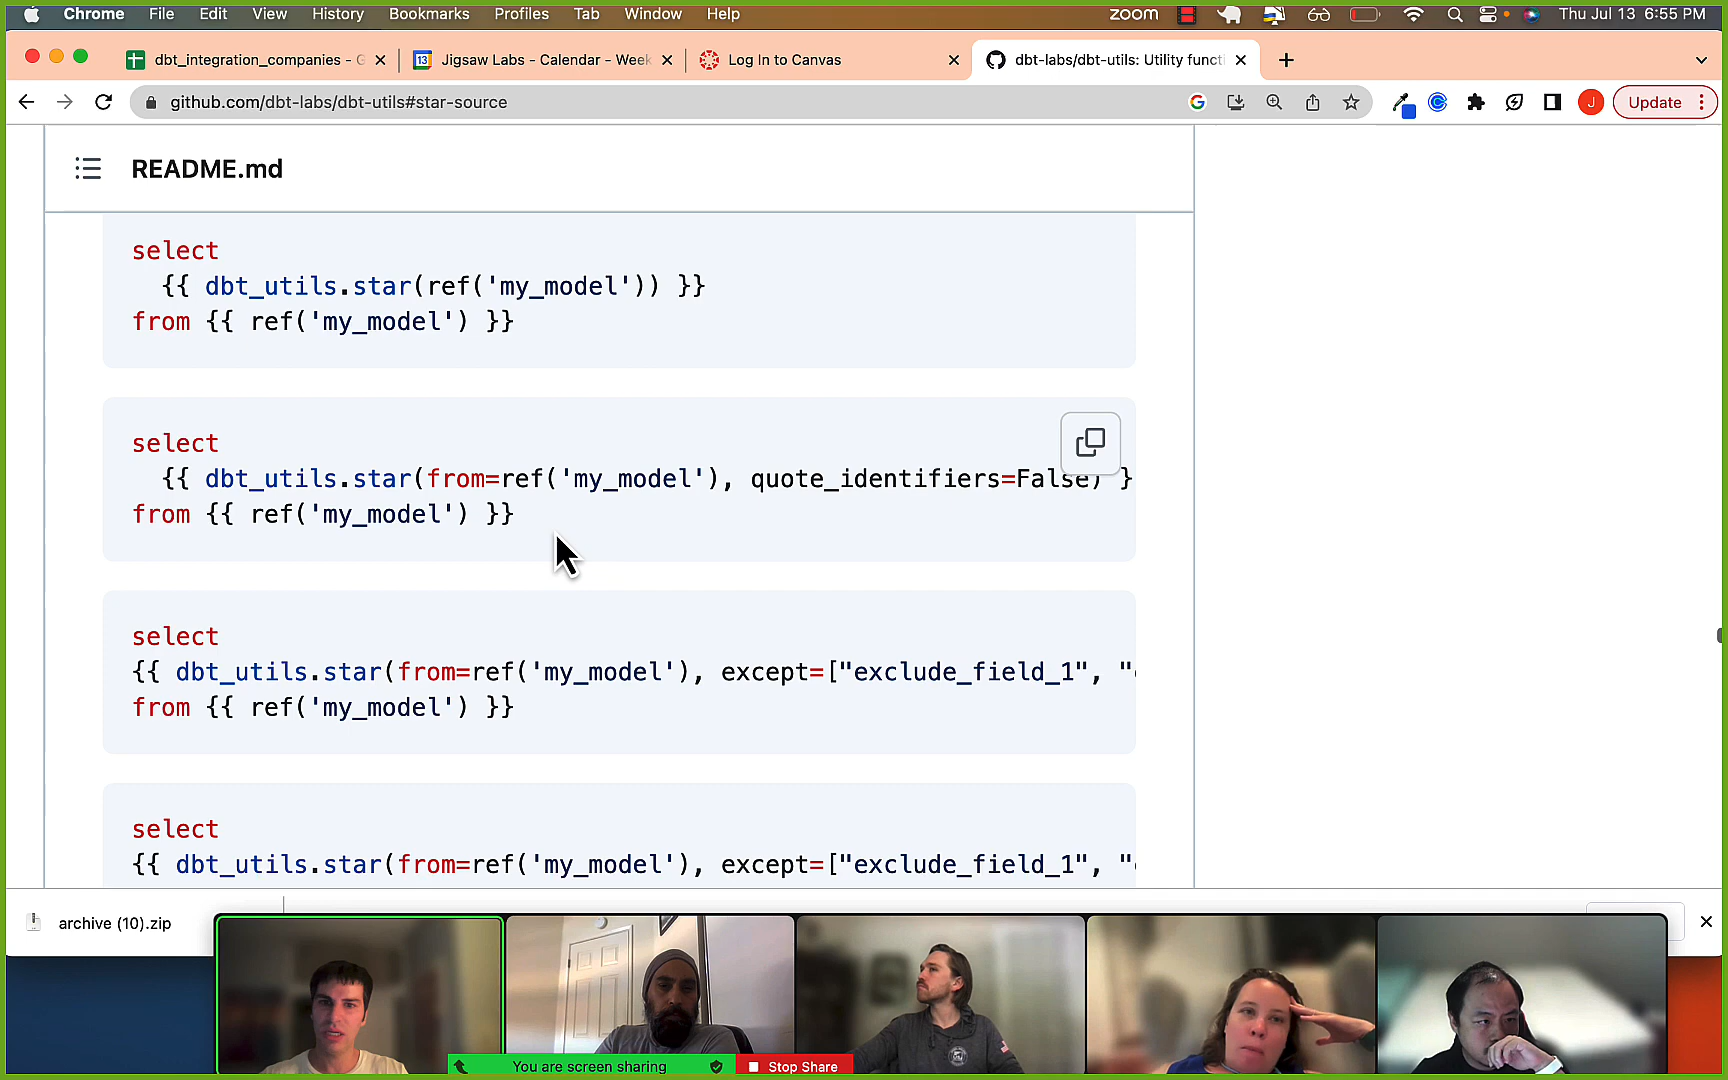 Chrome File Edit View History Bookmarks Profiles Tab Window Help
zoom
Thu Jul 13 6:55 PM
dbt_integration_companies - G
13 Jigsaw Labs - Calendar - Week
Log In to Canvas
dbt-labs/dbt-utils: Utility functi
github.com/dbt-labs/dbt-utils#star-source
J
Update
README.md
select
{{ dbt_utils.star(ref('my_model')) }}
from {{ ref('my_model') }}
select
{{ dbt_utils.star(from=ref('my_model'), quote_identifiers=False) }
from {{ ref('my_model') }}
select
{{ dbt_utils.star(from=ref('my_model'), except=["exclude_field_1", "
from {{ ref('my_model') }}
select
{{ dbt_utils.star(from=ref('my_model'), except=["exclude_field_1", "
archive (10).zip
You are screen sharing
Stop Share